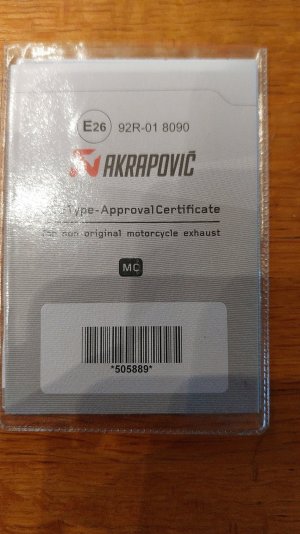 E26 92R-01 8090
AKRAPOVIČ
Type-Approval Certificate
non original motorcycle exhaust
MC
*505889*